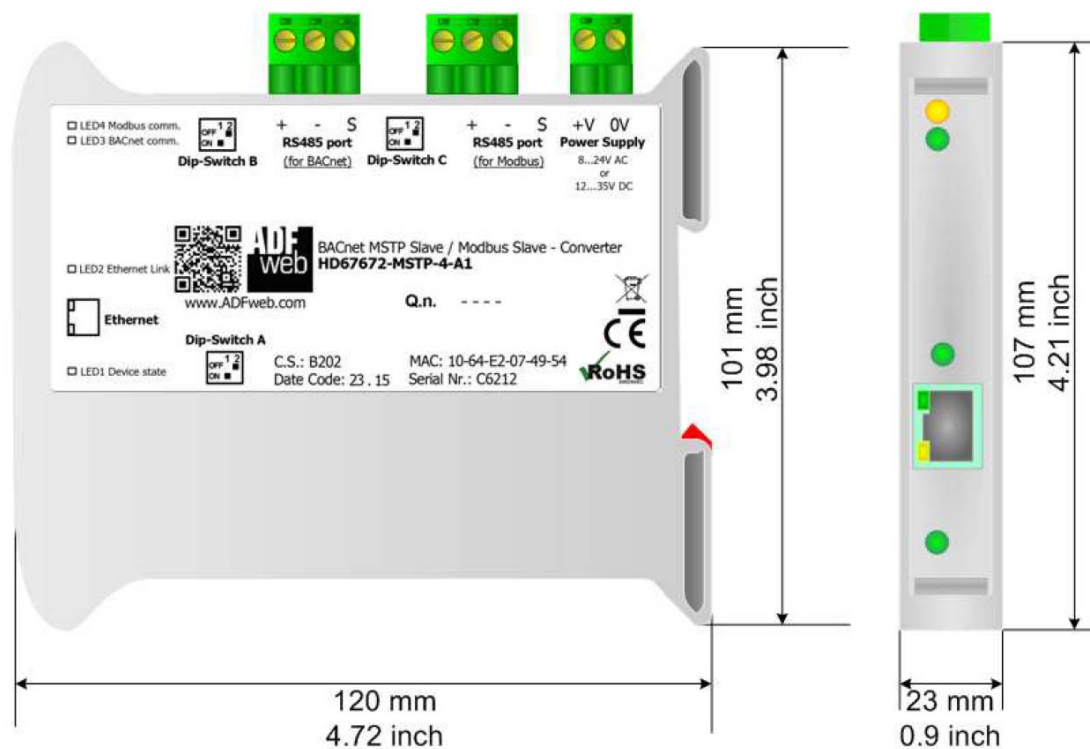 LED4 Modbus comm.
LED3 BACnet comm.
OFF 1 2
ON
Dip-Switch B
+ - S
RS485 port
(for BACnet)
OFF 1 2
ON
Dip-Switch C
+ - S
RS485 port
(for Modbus)
+V 0V
Power Supply
8...24V AC
or
12...35V DC
LED2 Ethernet Link
ADF
web
www.ADFweb.com
BACnet MSTP Slave / Modbus Slave - Converter
HD67672-MSTP-4-A1
Q.n. - - - -
Ethernet
Dip-Switch A
OFF 1 2
ON
LED1 Device state
C.S.: B202
Date Code: 23.15
MAC: 10-64-E2-07-49-54
Serial Nr.: C6212
CE
RoHS
101 mm
3.98 inch
107 mm
4.21 inch
120 mm
4.72 inch
23 mm
0.9 inch